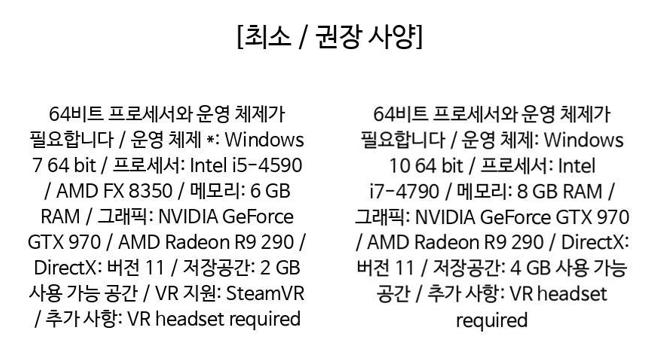 [최소 / 권장 사양]
64비트 프로세서와 운영 체제가
필요합니다 / 운영 체제 *: Windows
7 64 bit / 프로세서: Intel i5-4590
/ AMD FX 8350 / 메모리: 6 GB
RAM / 그래픽: NVIDIA GeForce
GTX 970 / AMD Radeon R9 290 /
DirectX: 버전 11 / 저장공간: 2 GB
사용 가능 공간 / VR 지원: SteamVR
/ 추가 사항: VR headset required
64비트 프로세서와 운영 체제가
필요합니다 / 운영 체제: Windows
10 64 bit / 프로세서: Intel
i7-4790 / 메모리: 8 GB RAM /
그래픽: NVIDIA GeForce GTX 970
/ AMD Radeon R9 290 / DirectX:
버전 11 / 저장공간: 4 GB 사용 가능
공간 / 추가 사항: VR headset
required